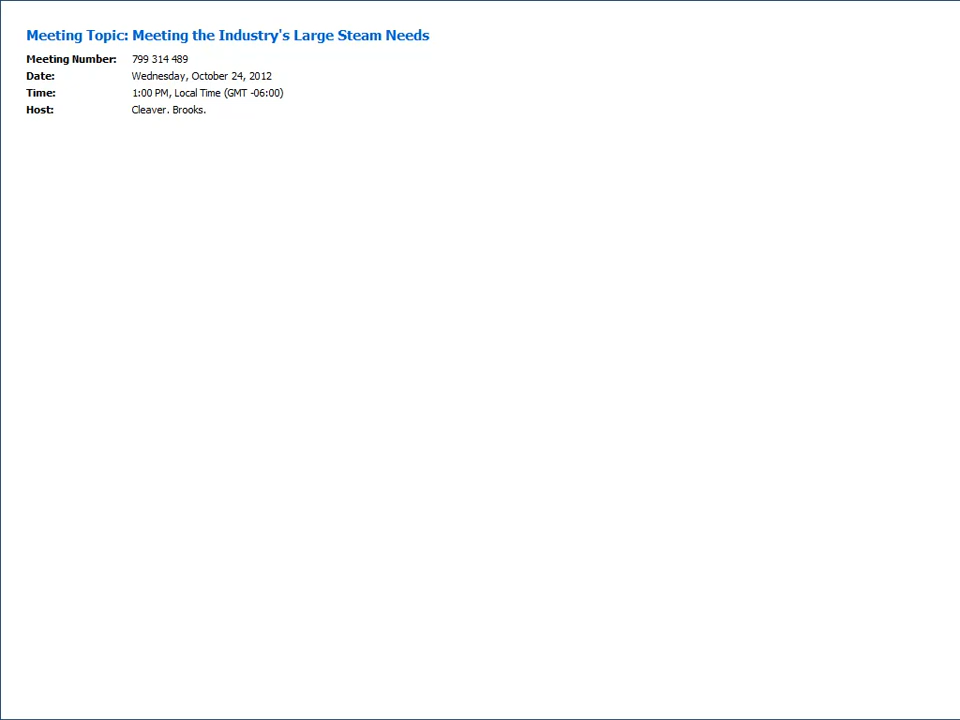 Meeting Topic: Meeting the Industry's Large Steam Needs
Meeting Number: 799 314 489
Date: Wednesday, October 24, 2012
Time: 1:00 PM, Local Time (GMT -06:00)
Host: Cleaver. Brooks.